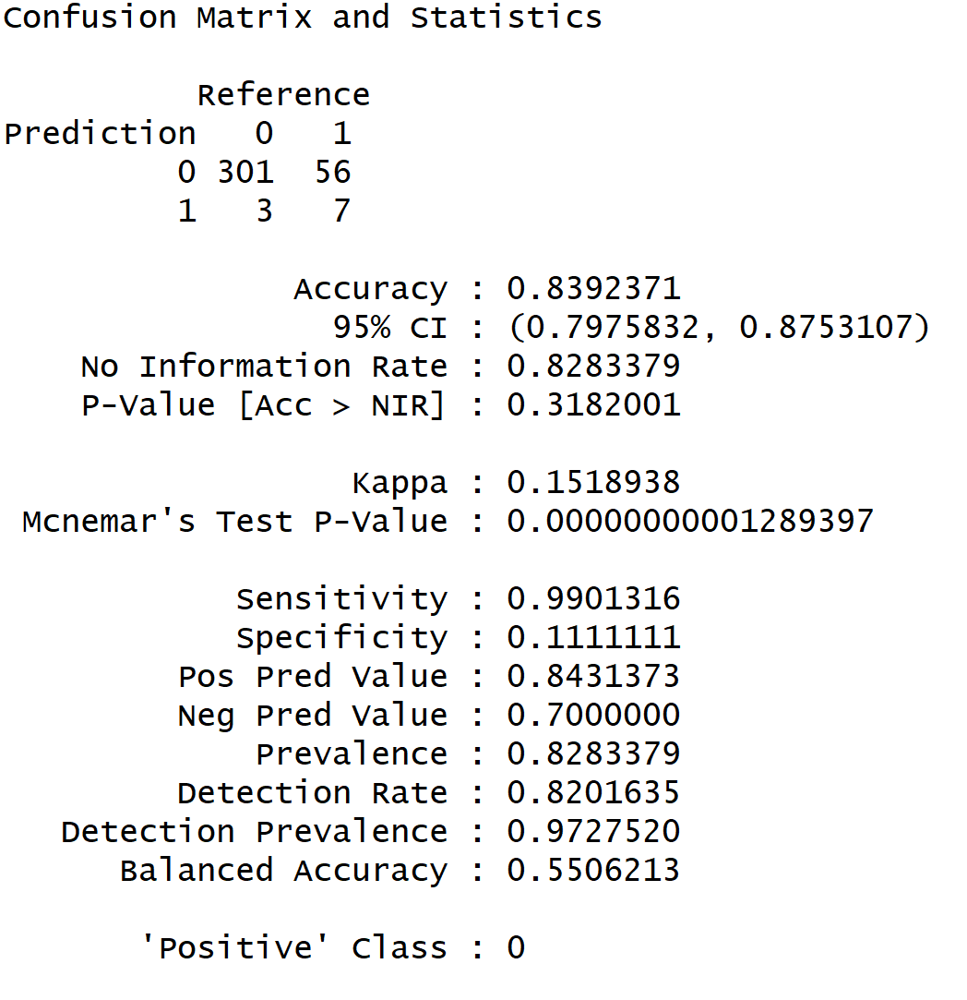 Confusion Matrix and Statistics
Reference
Prediction 0 1
0 301 56
1 3 7
Accuracy : 0.8392371
95% CI : (0.7975832, 0.8753107)
No Information Rate : 0.8283379
P-Value [Acc > NIR] : 0.3182001
Kappa : 0.1518938
Mcnemar's Test P-Value : 0.00000000001289397
Sensitivity : 0.9901316
Specificity : 0.1111111
Pos Pred Value : 0.8431373
Neg Pred Value : 0.7000000
Prevalence : 0.8283379
Detection Rate : 0.8201635
Detection Prevalence : 0.9727520
Balanced Accuracy : 0.5506213
'Positive' Class : 0